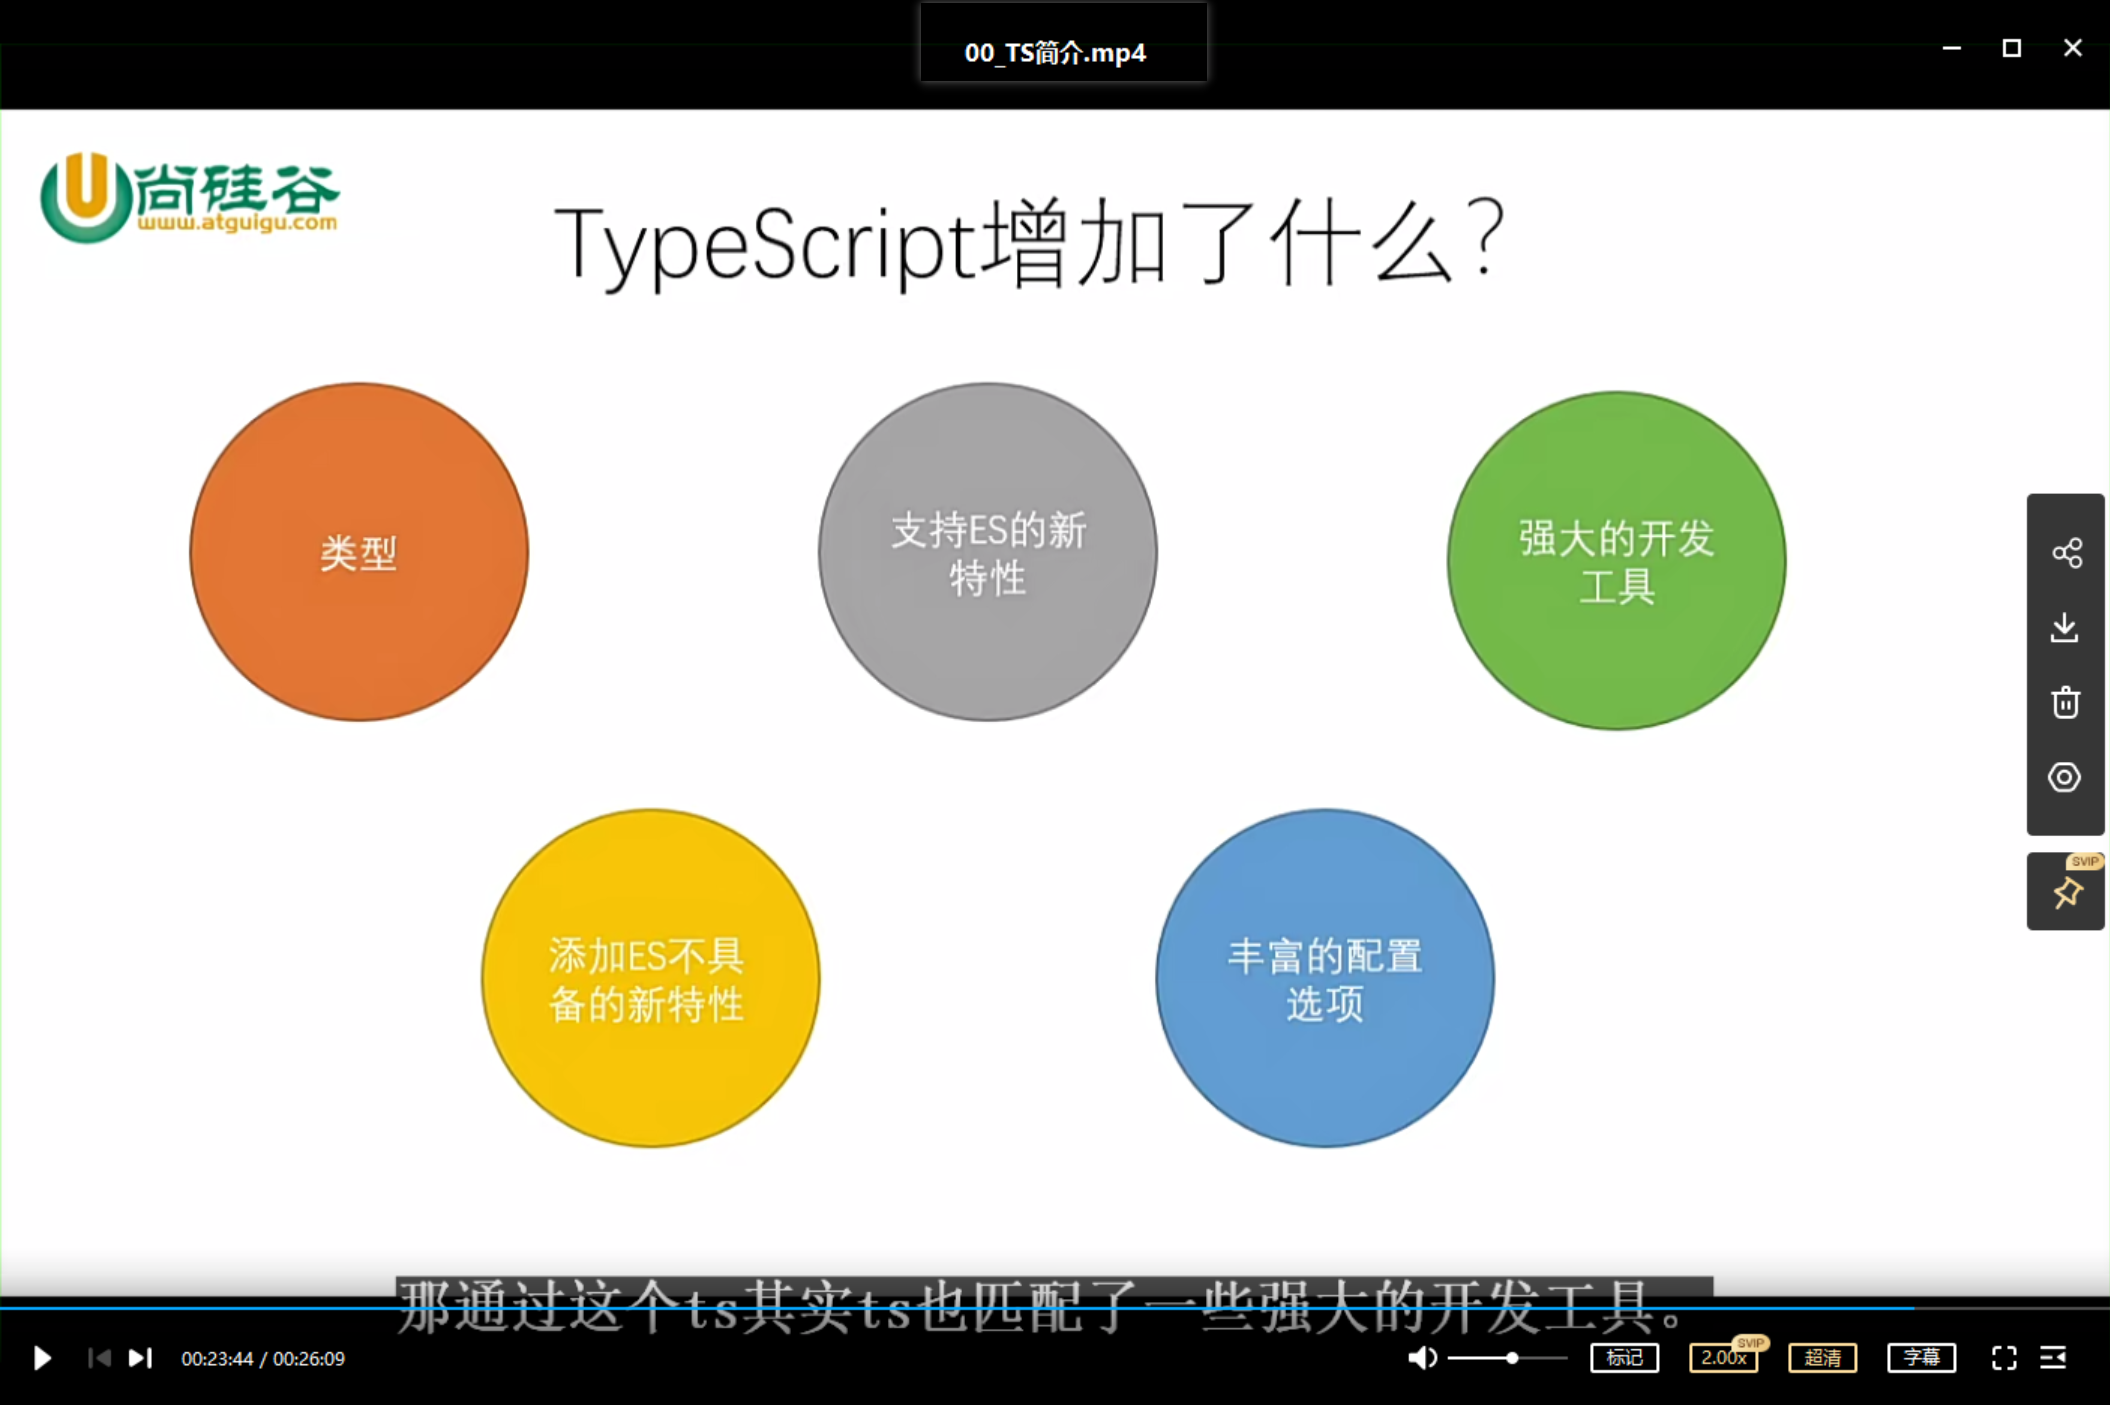 00_TS简介.mp4
尚硅谷
www.atguigu.com
TypeScript增加了什么？
类型
支持ES的新
特性
强大的开发
工具
添加ES不具
备的新特性
丰富的配置
选项
SVIP
那通过这个ts其实ts也匹配了一些强大的开发工具。
00:23:44 / 00:26:09
标记
2.00x
SVIP
超清
字幕